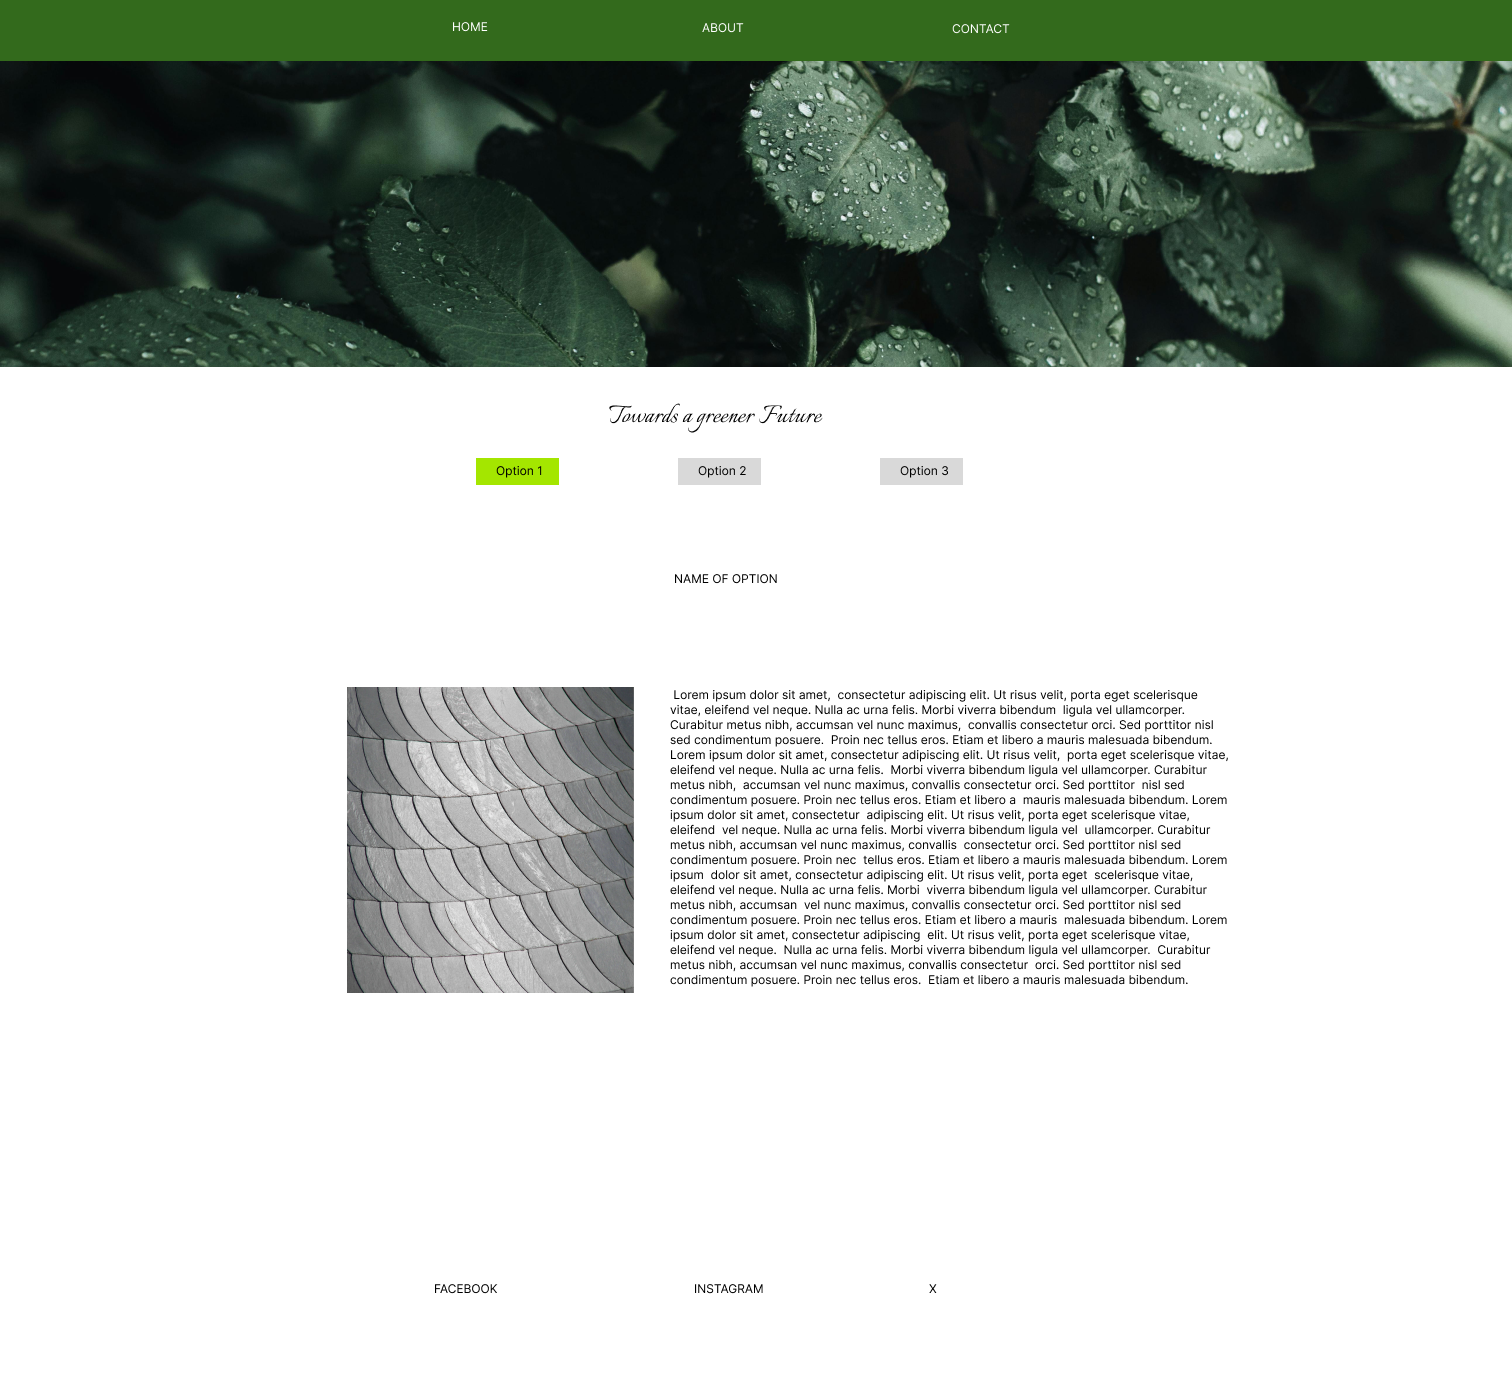 HOME ABOUT CONTACT
Towards a greener Future
Option 1 Option 2 Option 3
NAME OF OPTION
Lorem ipsum dolor sit amet,  consectetur adipiscing elit. Ut risus velit, porta eget scelerisque
vitae, eleifend vel neque. Nulla ac urna felis. Morbi viverra bibendum  ligula vel ullamcorper.
Curabitur metus nibh, accumsan vel nunc maximus,  convallis consectetur orci. Sed porttitor nisl
sed condimentum posuere.  Proin nec tellus eros. Etiam et libero a mauris malesuada bibendum.
Lorem ipsum dolor sit amet, consectetur adipiscing elit. Ut risus velit,  porta eget scelerisque vitae,
eleifend vel neque. Nulla ac urna felis.  Morbi viverra bibendum ligula vel ullamcorper. Curabitur
metus nibh,  accumsan vel nunc maximus, convallis consectetur orci. Sed porttitor  nisl sed
condimentum posuere. Proin nec tellus eros. Etiam et libero a  mauris malesuada bibendum. Lorem
ipsum dolor sit amet, consectetur  adipiscing elit. Ut risus velit, porta eget scelerisque vitae,
eleifend  vel neque. Nulla ac urna felis. Morbi viverra bibendum ligula vel  ullamcorper. Curabitur
metus nibh, accumsan vel nunc maximus, convallis  consectetur orci. Sed porttitor nisl sed
condimentum posuere. Proin nec  tellus eros. Etiam et libero a mauris malesuada bibendum. Lorem
ipsum  dolor sit amet, consectetur adipiscing elit. Ut risus velit, porta eget  scelerisque vitae,
eleifend vel neque. Nulla ac urna felis. Morbi  viverra bibendum ligula vel ullamcorper. Curabitur
metus nibh, accumsan  vel nunc maximus, convallis consectetur orci. Sed porttitor nisl sed
condimentum posuere. Proin nec tellus eros. Etiam et libero a mauris  malesuada bibendum. Lorem
ipsum dolor sit amet, consectetur adipiscing  elit. Ut risus velit, porta eget scelerisque vitae,
eleifend vel neque.  Nulla ac urna felis. Morbi viverra bibendum ligula vel ullamcorper.  Curabitur
metus nibh, accumsan vel nunc maximus, convallis consectetur  orci. Sed porttitor nisl sed
condimentum posuere. Proin nec tellus eros.  Etiam et libero a mauris malesuada bibendum.
FACEBOOK INSTAGRAM X